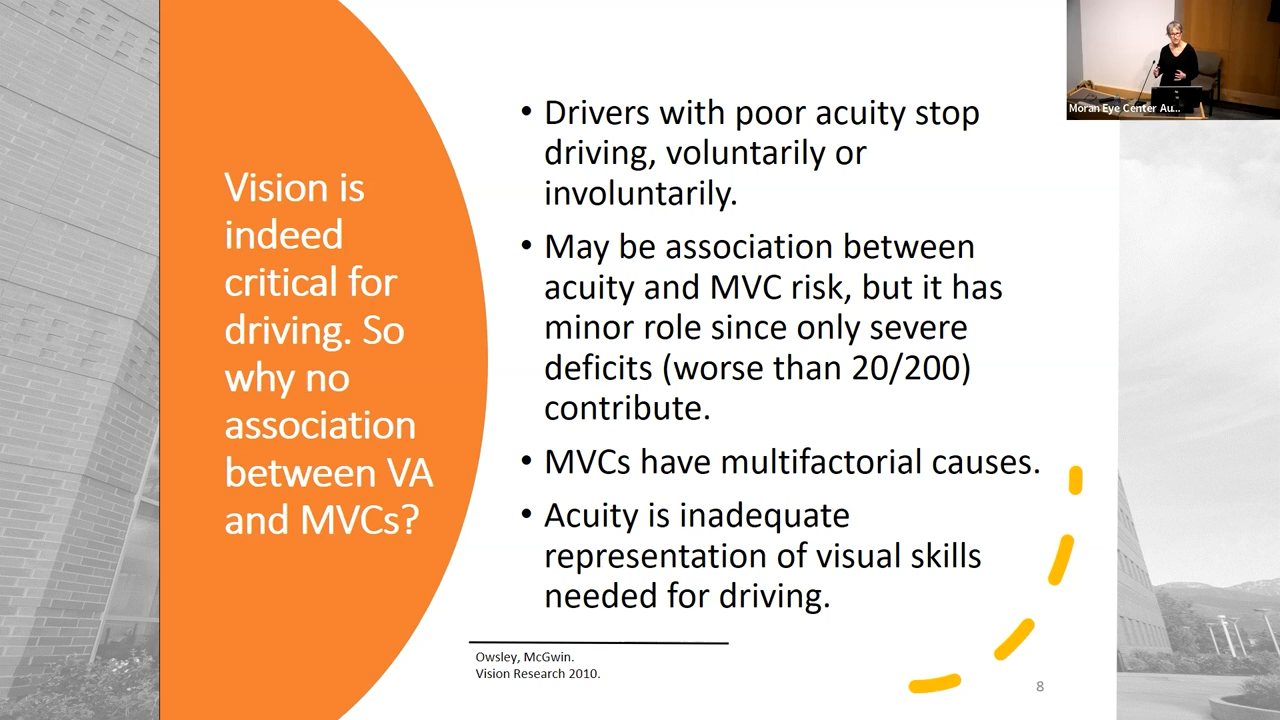 Vision is
indeed
critical for
driving. So
why no
association
between VA
and MVCs?
• Drivers with poor acuity stop
driving, voluntarily or
involuntarily.
• May be association between
acuity and MVC risk, but it has
minor role since only severe
deficits (worse than 20/200)
contribute.
• MVCs have multifactorial causes.
• Acuity is inadequate
representation of visual skills
needed for driving.
Owsley, McGwin.
Vision Research 2010.
8
Moran Eye Center Au...